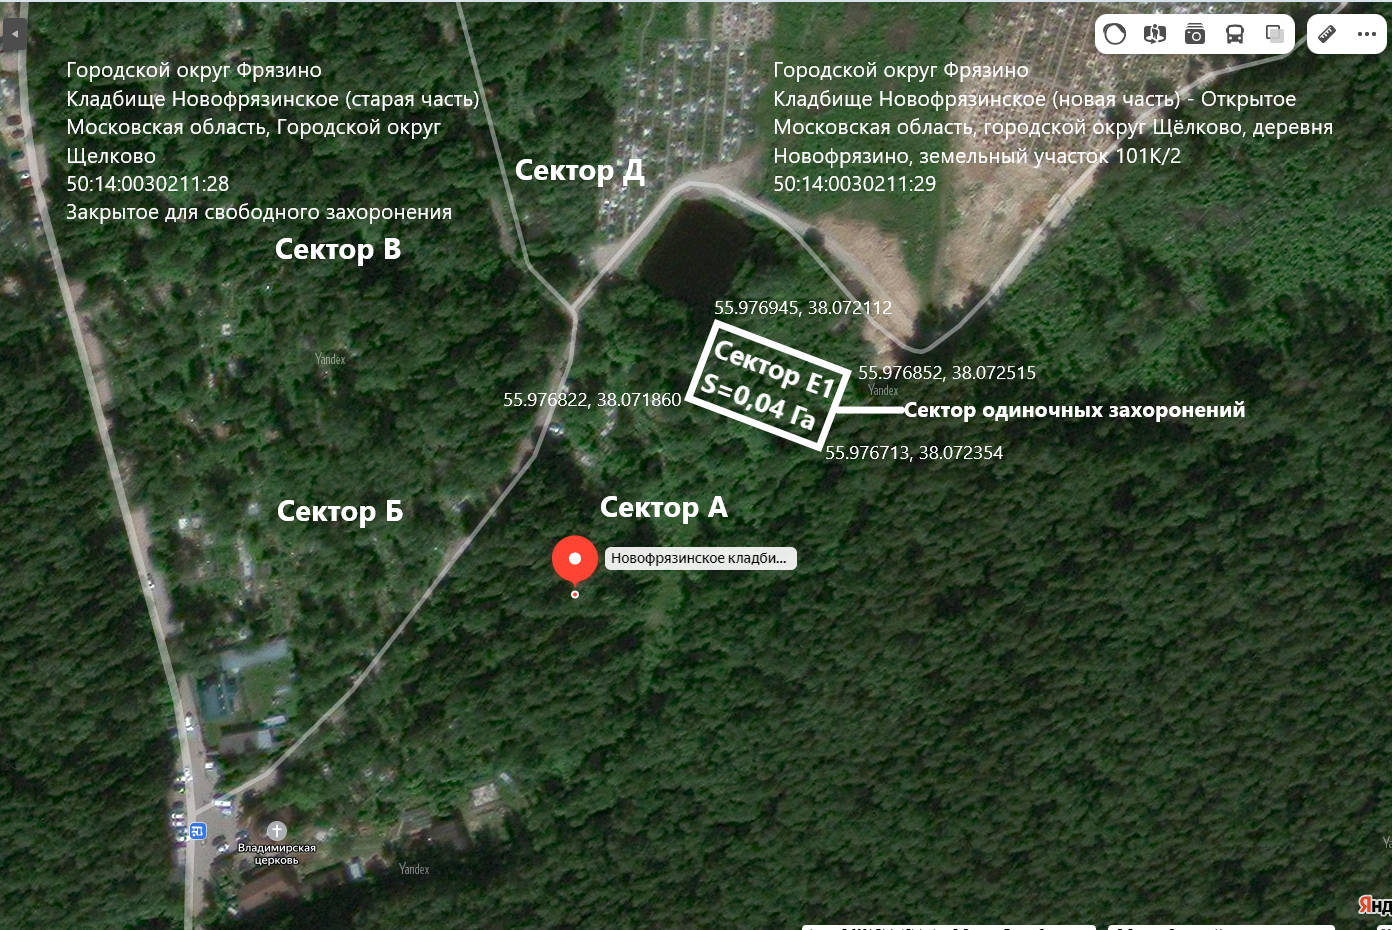 Городской округ Фрязино
Кладбище Новофрязинское (старая часть)
Московская область, Городской округ
Щелково
50:14:0030211:28
Закрытое для свободного захоронения
Городской округ Фрязино
Кладбище Новофрязинское (новая часть) - Открытое
Московская область, городской округ Щёлково, деревня
Новофрязино, земельный участок 101К/2
50:14:0030211:29
Сектор Д
Сектор В
55.976945, 38.072112
Yandex
Сектор Е1
S=0,04 Га
55.976852, 38.072515
Yandex
55.976822, 38.071860
Сектор одиночных захоронений
55.976713, 38.072354
Сектор Б
Сектор А
Новофрязинское кладби...
Владимирская
церковь
Yandex